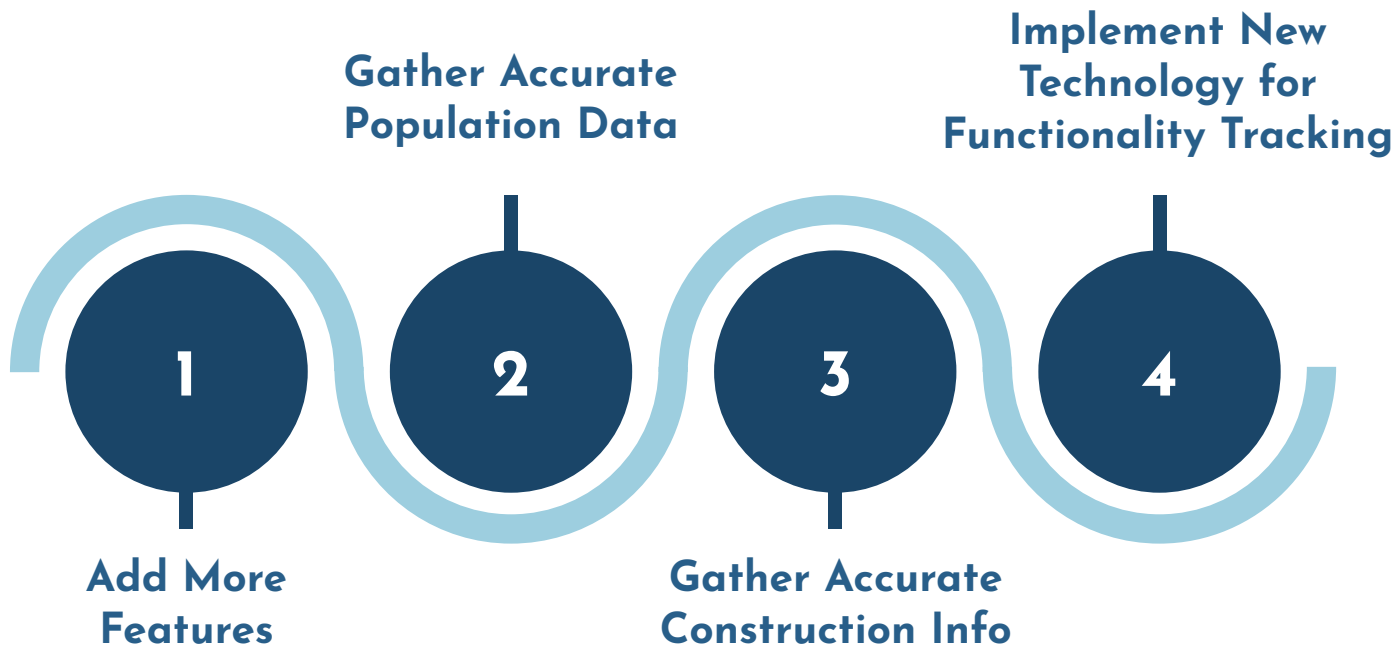 1
Add More
Features
Gather Accurate
Population Data
2
3
Gather Accurate
Construction Info
Implement New
Technology for
Functionality Tracking
4